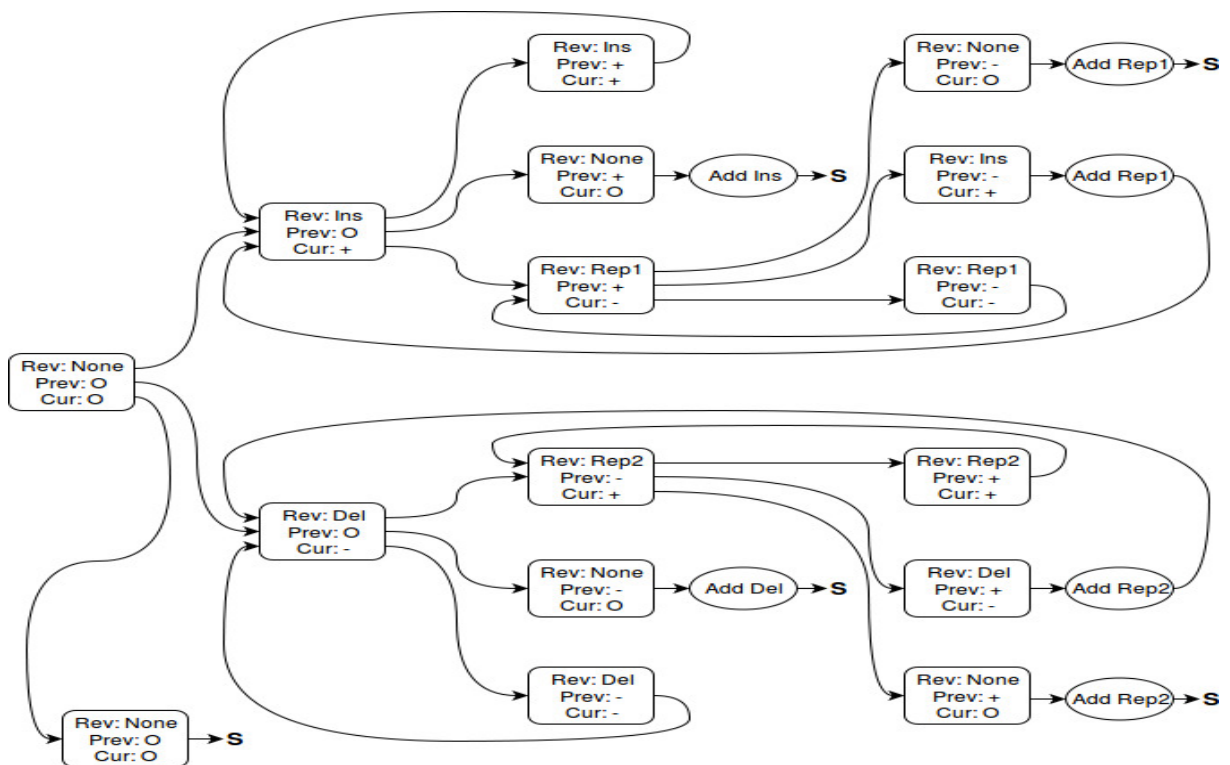 Rev: Ins
Prev: +
Cur: +
Rev: None
Prev: -
Cur: O
Add Rep1
S
Rev: None
Prev: +
Cur: O
Add Ins
S
Rev: Ins
Prev: -
Cur: +
Add Rep1
Rev: Ins
Prev: O
Cur: +
Rev: Rep1
Prev: +
Cur: -
Rev: Rep1
Prev: -
Cur: -
Rev: None
Prev: O
Cur: O
Rev: Rep2
Prev: -
Cur: +
Rev: Rep2
Prev: +
Cur: +
Rev: Del
Prev: O
Cur: -
Rev: None
Prev: -
Cur: O
Add Del
S
Rev: Del
Prev: +
Cur: -
Add Rep2
Rev: Del
Prev: -
Cur: -
Rev: None
Prev: +
Cur: O
Add Rep2
S
Rev: None
Prev: O
Cur: O
S